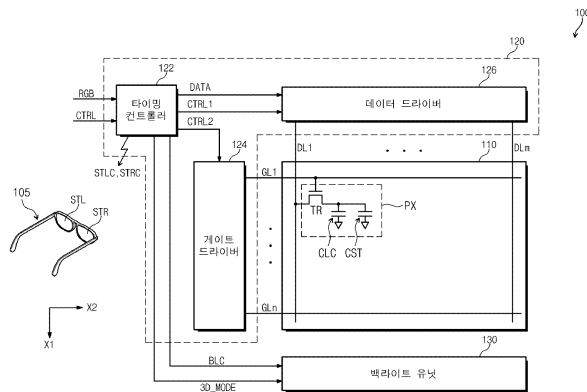 100
120
122
126
RGB
CTRL
타이밍
컨트롤러
DATA
CTRL1
CTRL2
데이터 드라이버
STLC,STRC
124
DL1
. . .
110
DLm
GL1
105
STL
STR
TR
PX
CLC
CST
게이트
드라이버
GLn
X2
X1
130
BLC
백라이트 유닛
3D_MODE